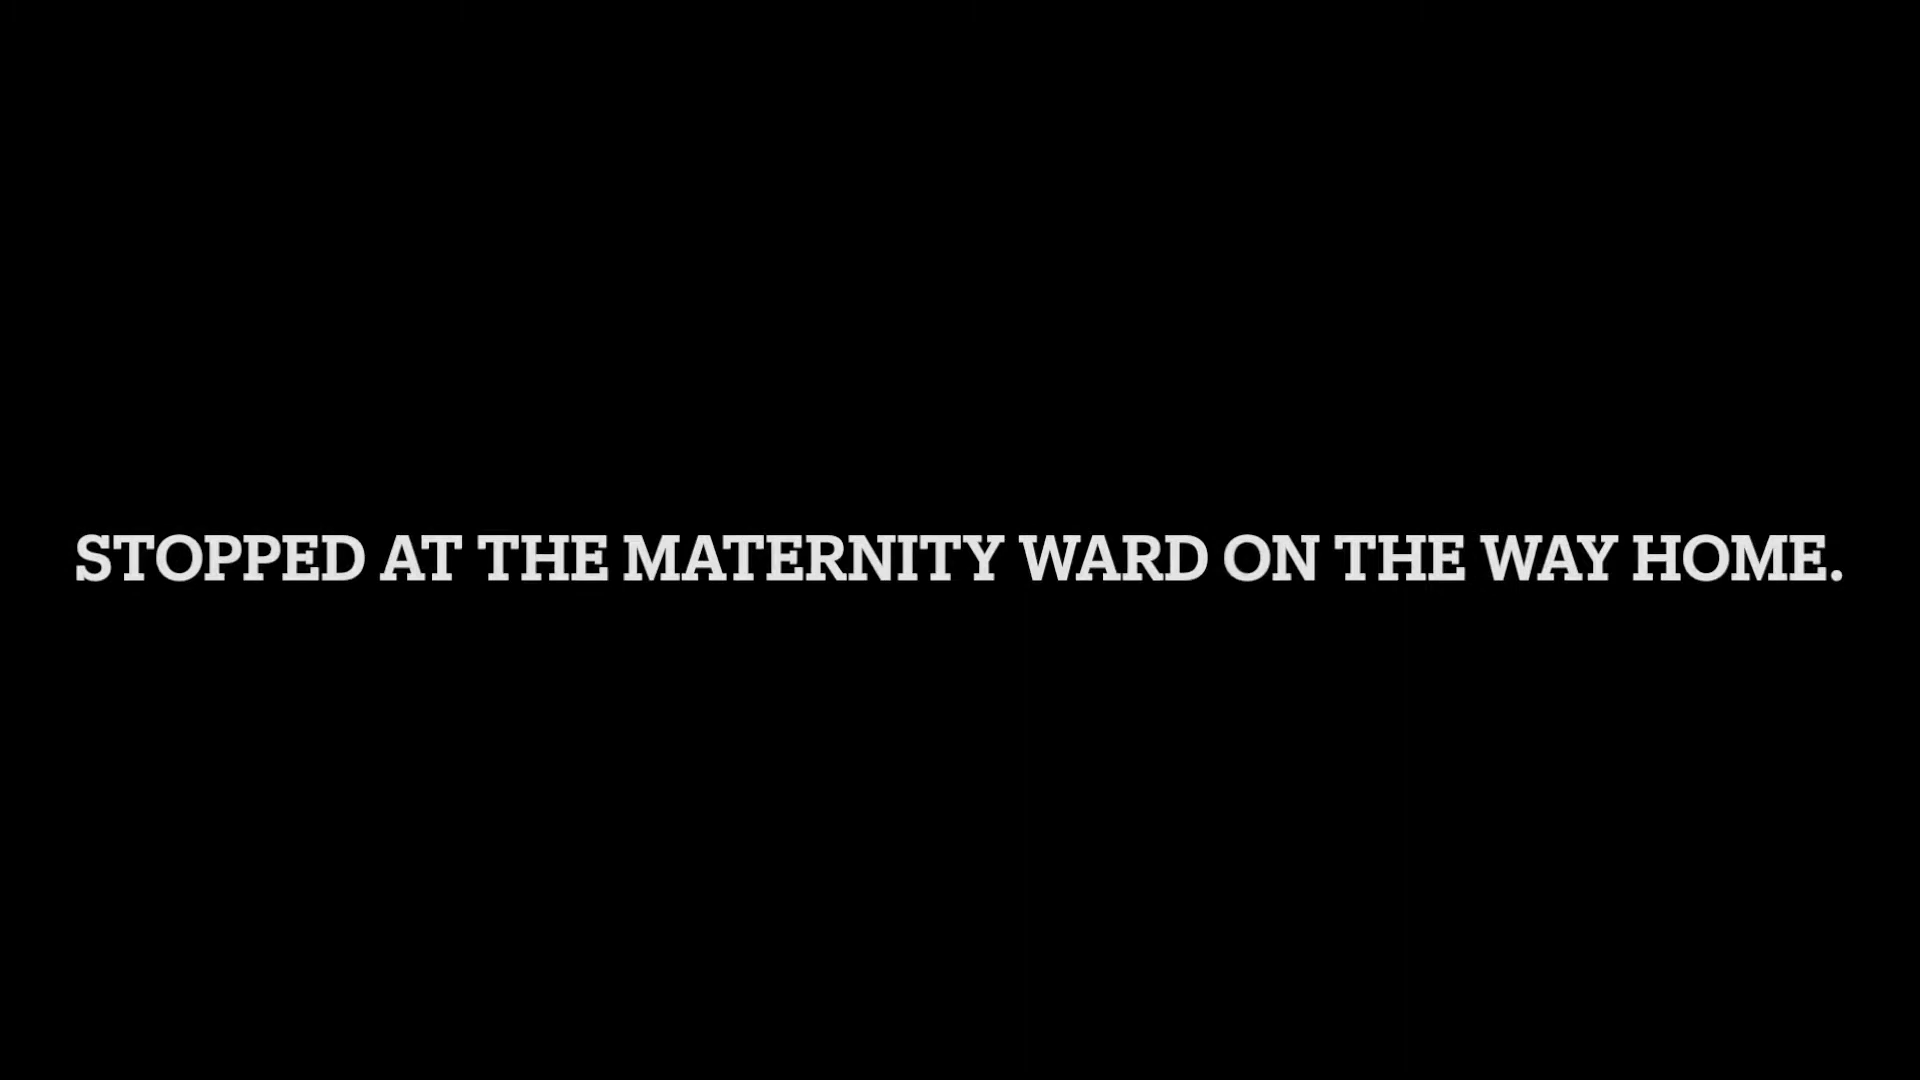 STOPPED AT THE MATERNITY WARD ON THE WAY HOME.